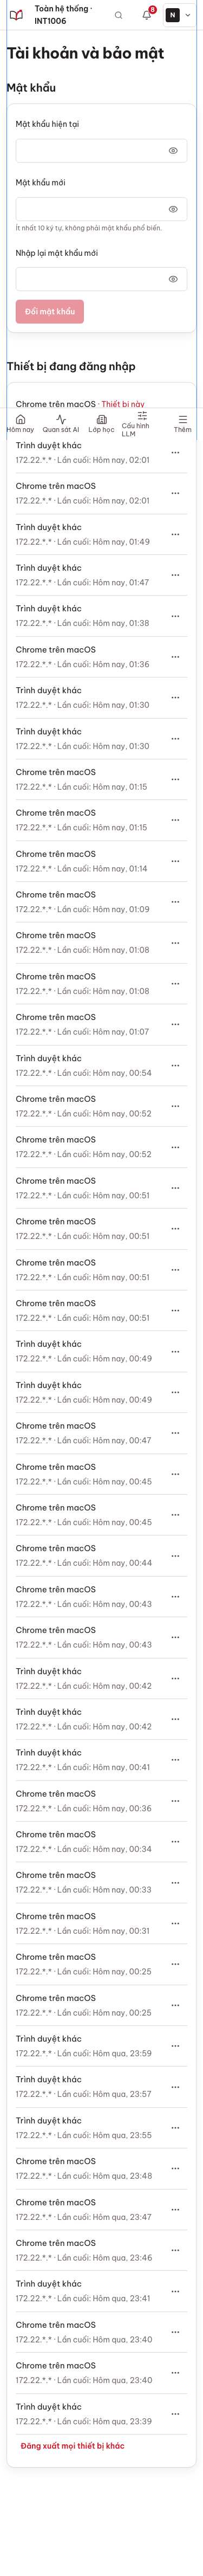 Toàn hệ thống ·
INT1006
8
N
Tài khoản và bảo mật
Mật khẩu
Mật khẩu hiện tại
Mật khẩu mới
Ít nhất 10 ký tự, không phải mật khẩu phổ biến.
Nhập lại mật khẩu mới
Đổi mật khẩu
Thiết bị đang đăng nhập
Chrome trên macOS · Thiết bị này
Hôm nay
Quan sát AI
Lớp học
Cấu hình
LLM
Thêm
Trình duyệt khác
172.22.*.* · Lần cuối: Hôm nay, 02:01
Chrome trên macOS
172.22.*.* · Lần cuối: Hôm nay, 02:01
Trình duyệt khác
172.22.*.* · Lần cuối: Hôm nay, 01:49
Trình duyệt khác
172.22.*.* · Lần cuối: Hôm nay, 01:47
Trình duyệt khác
172.22.*.* · Lần cuối: Hôm nay, 01:38
Chrome trên macOS
172.22.*.* · Lần cuối: Hôm nay, 01:36
Trình duyệt khác
172.22.*.* · Lần cuối: Hôm nay, 01:30
Trình duyệt khác
172.22.*.* · Lần cuối: Hôm nay, 01:30
Chrome trên macOS
172.22.*.* · Lần cuối: Hôm nay, 01:15
Chrome trên macOS
172.22.*.* · Lần cuối: Hôm nay, 01:15
Chrome trên macOS
172.22.*.* · Lần cuối: Hôm nay, 01:14
Chrome trên macOS
172.22.*.* · Lần cuối: Hôm nay, 01:09
Chrome trên macOS
172.22.*.* · Lần cuối: Hôm nay, 01:08
Chrome trên macOS
172.22.*.* · Lần cuối: Hôm nay, 01:08
Chrome trên macOS
172.22.*.* · Lần cuối: Hôm nay, 01:07
Trình duyệt khác
172.22.*.* · Lần cuối: Hôm nay, 00:54
Chrome trên macOS
172.22.*.* · Lần cuối: Hôm nay, 00:52
Chrome trên macOS
172.22.*.* · Lần cuối: Hôm nay, 00:52
Chrome trên macOS
172.22.*.* · Lần cuối: Hôm nay, 00:51
Chrome trên macOS
172.22.*.* · Lần cuối: Hôm nay, 00:51
Chrome trên macOS
172.22.*.* · Lần cuối: Hôm nay, 00:51
Chrome trên macOS
172.22.*.* · Lần cuối: Hôm nay, 00:51
Trình duyệt khác
172.22.*.* · Lần cuối: Hôm nay, 00:49
Trình duyệt khác
172.22.*.* · Lần cuối: Hôm nay, 00:49
Chrome trên macOS
172.22.*.* · Lần cuối: Hôm nay, 00:47
Chrome trên macOS
172.22.*.* · Lần cuối: Hôm nay, 00:45
Chrome trên macOS
172.22.*.* · Lần cuối: Hôm nay, 00:45
Chrome trên macOS
172.22.*.* · Lần cuối: Hôm nay, 00:44
Chrome trên macOS
172.22.*.* · Lần cuối: Hôm nay, 00:43
Chrome trên macOS
172.22.*.* · Lần cuối: Hôm nay, 00:43
Trình duyệt khác
172.22.*.* · Lần cuối: Hôm nay, 00:42
Trình duyệt khác
172.22.*.* · Lần cuối: Hôm nay, 00:42
Trình duyệt khác
172.22.*.* · Lần cuối: Hôm nay, 00:41
Chrome trên macOS
172.22.*.* · Lần cuối: Hôm nay, 00:36
Chrome trên macOS
172.22.*.* · Lần cuối: Hôm nay, 00:34
Chrome trên macOS
172.22.*.* · Lần cuối: Hôm nay, 00:33
Chrome trên macOS
172.22.*.* · Lần cuối: Hôm nay, 00:31
Chrome trên macOS
172.22.*.* · Lần cuối: Hôm nay, 00:25
Chrome trên macOS
172.22.*.* · Lần cuối: Hôm nay, 00:25
Trình duyệt khác
172.22.*.* · Lần cuối: Hôm qua, 23:59
Trình duyệt khác
172.22.*.* · Lần cuối: Hôm qua, 23:57
Trình duyệt khác
172.22.*.* · Lần cuối: Hôm qua, 23:55
Chrome trên macOS
172.22.*.* · Lần cuối: Hôm qua, 23:48
Chrome trên macOS
172.22.*.* · Lần cuối: Hôm qua, 23:47
Chrome trên macOS
172.22.*.* · Lần cuối: Hôm qua, 23:46
Trình duyệt khác
172.22.*.* · Lần cuối: Hôm qua, 23:41
Chrome trên macOS
172.22.*.* · Lần cuối: Hôm qua, 23:40
Chrome trên macOS
172.22.*.* · Lần cuối: Hôm qua, 23:40
Trình duyệt khác
172.22.*.* · Lần cuối: Hôm qua, 23:39
Đăng xuất mọi thiết bị khác